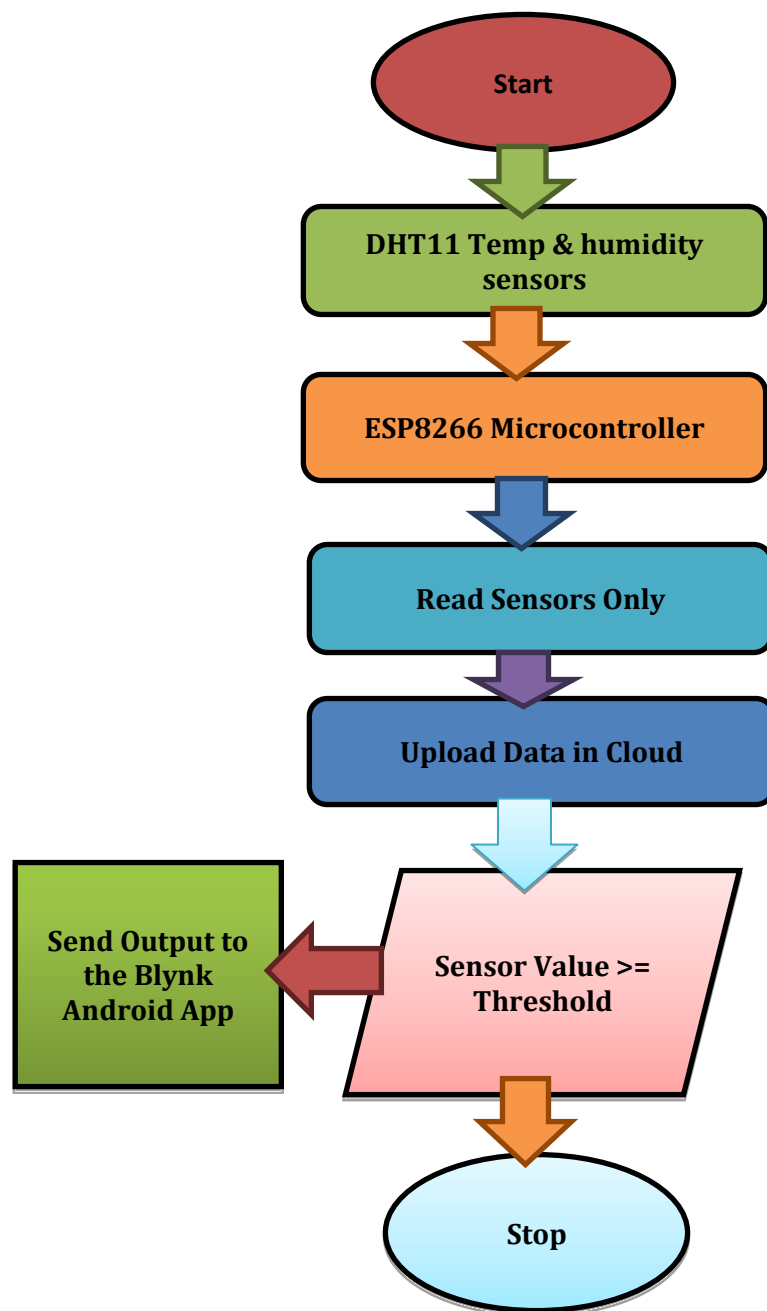 Start
DHT11 Temp & humidity
sensors
ESP8266 Microcontroller
Read Sensors Only
Upload Data in Cloud
Send Output to
the Blynk
Android App
Sensor Value >=
Threshold
Stop